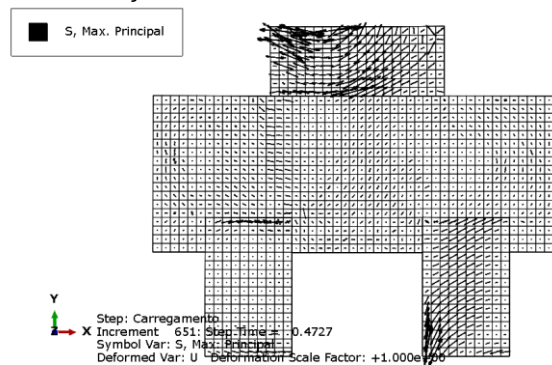 S, Max. Principal
Y
X
Step: Carregamento
Increment 651: Step Time = 0.4727
Symbol Var: S, Max. Principal
Deformed Var: U Deformation Scale Factor: +1.000e+00